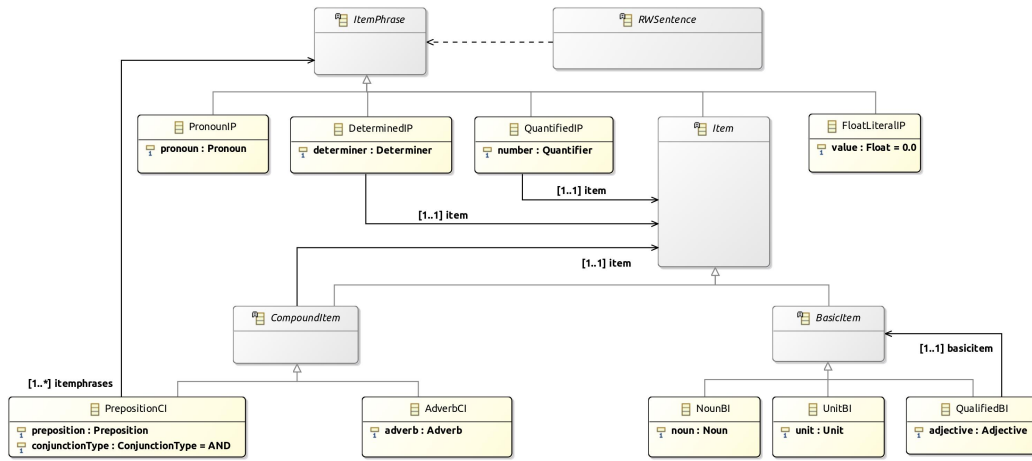 ItemPhrase
RWSentence
PronounIP
pronoun : Pronoun
DeterminedIP
determiner : Determiner
QuantifiedIP
number : Quantifier
Item
FloatLiteralIP
value : Float = 0.0
[1..1] item
[1..1] item
[1..1] item
CompoundItem
BasicItem
[1..1] basicitem
[1..*] itemphrases
PrepositionCI
preposition : Preposition
conjunctionType : ConjunctionType = AND
AdverbCI
adverb : Adverb
NounBI
noun : Noun
UnitBI
unit : Unit
QualifiedBI
adjective : Adjective